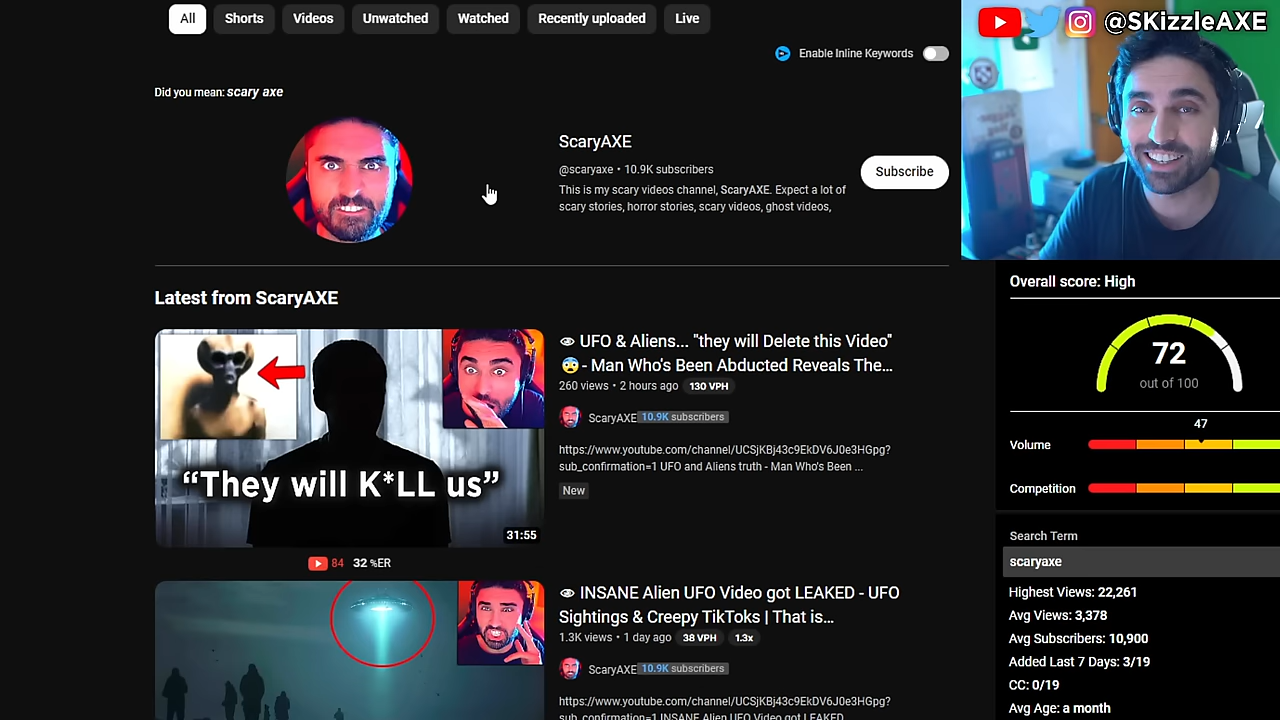 All
Shorts
Videos
Unwatched
Watched
Recently uploaded
Live
@SKizzleAXE
Enable Inline Keywords
Did you mean: scary axe
ScaryAXE
@scaryaxe • 10.9K subscribers
This is my scary videos channel, ScaryAXE. Expect a lot of
scary stories, horror stories, scary videos, ghost videos,
Subscribe
Latest from ScaryAXE
UFO & Aliens... "they will Delete this Video"
😨 - Man Who's Been Abducted Reveals The...
260 views • 2 hours ago 130 VPH
ScaryAXE 10.9K subscribers
https://www.youtube.com/channel/UCSjKBj43c9EkDV6J0e3HGpg?
sub_confirmation=1 UFO and Aliens truth - Man Who's Been ...
New
“They will K*LL us”
31:55
84 32 %ER
INSANE Alien UFO Video got LEAKED - UFO
Sightings & Creepy TikToks | That is...
1.3K views • 1 day ago 38 VPH 1.3x
ScaryAXE 10.9K subscribers
https://www.youtube.com/channel/UCSjKBj43c9EkDV6J0e3HGpg?
sub_confirmation=1 INSANE Alien UFO Video got LEAKED
Overall score: High
72
out of 100
47
Volume
Competition
Search Term
scaryaxe
Highest Views: 22,261
Avg Views: 3,378
Avg Subscribers: 10,900
Added Last 7 Days: 3/19
CC: 0/19
Avg Age: a month